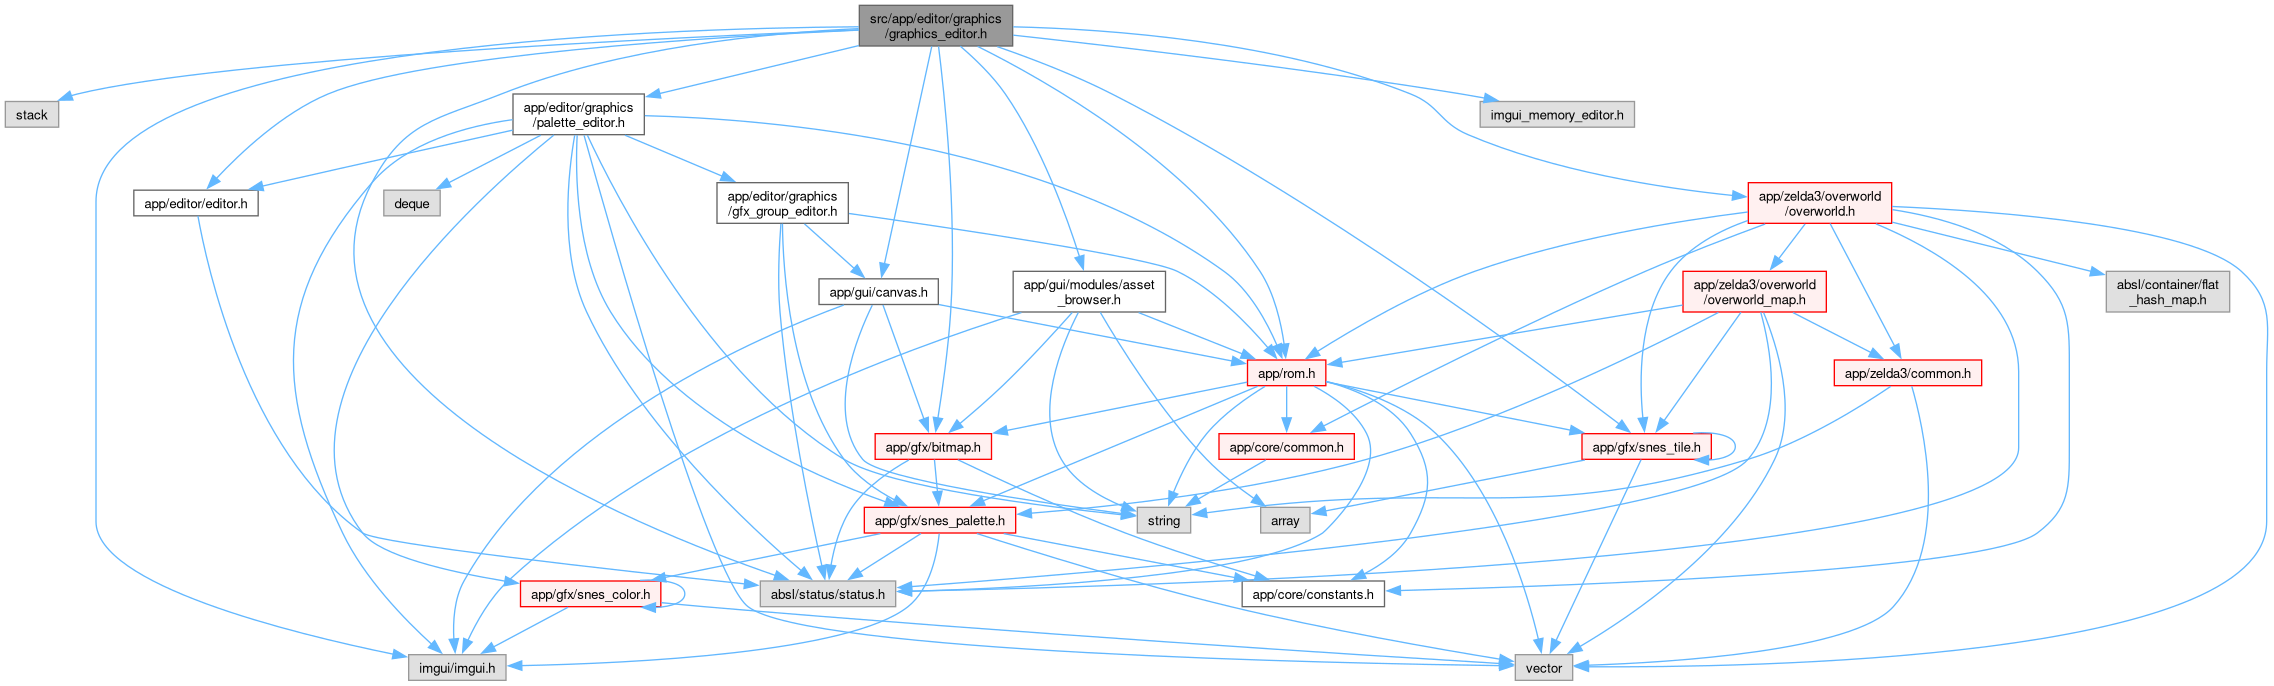 src/app/editor/graphics
/graphics_editor.h
stack
app/editor/graphics
/palette_editor.h
imgui_memory_editor.h
app/editor/editor.h
deque
app/editor/graphics
/gfx_group_editor.h
app/zelda3/overworld
/overworld.h
app/gui/canvas.h
app/gui/modules/asset
_browser.h
app/zelda3/overworld
/overworld_map.h
absl/container/flat
_hash_map.h
app/rom.h
app/zelda3/common.h
app/gfx/bitmap.h
app/core/common.h
app/gfx/snes_tile.h
app/gfx/snes_palette.h
string
array
app/gfx/snes_color.h
absl/status/status.h
app/core/constants.h
imgui/imgui.h
vector